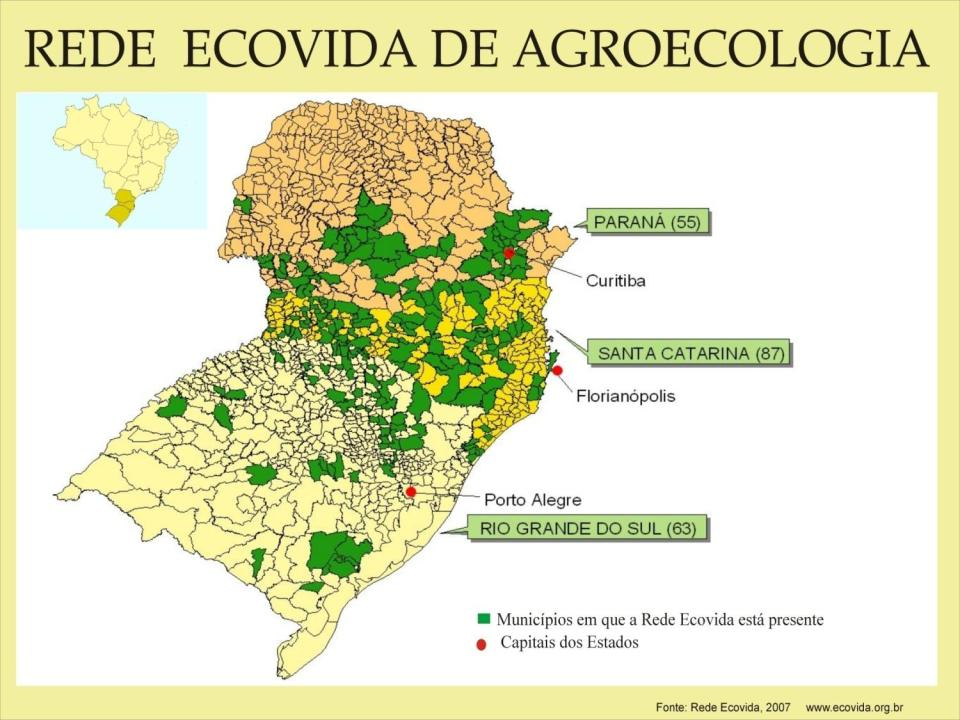 REDE ECOVIDA DE AGROECOLOGIA
PARANÁ (55)
Curitiba
SANTA CATARINA (87)
Florianópolis
Porto Alegre
RIO GRANDE DO SUL (63)
Municípios em que a Rede Ecovida está presente
Capitais dos Estados
Fonte: Rede Ecovida, 2007 www.ecovida.org.br